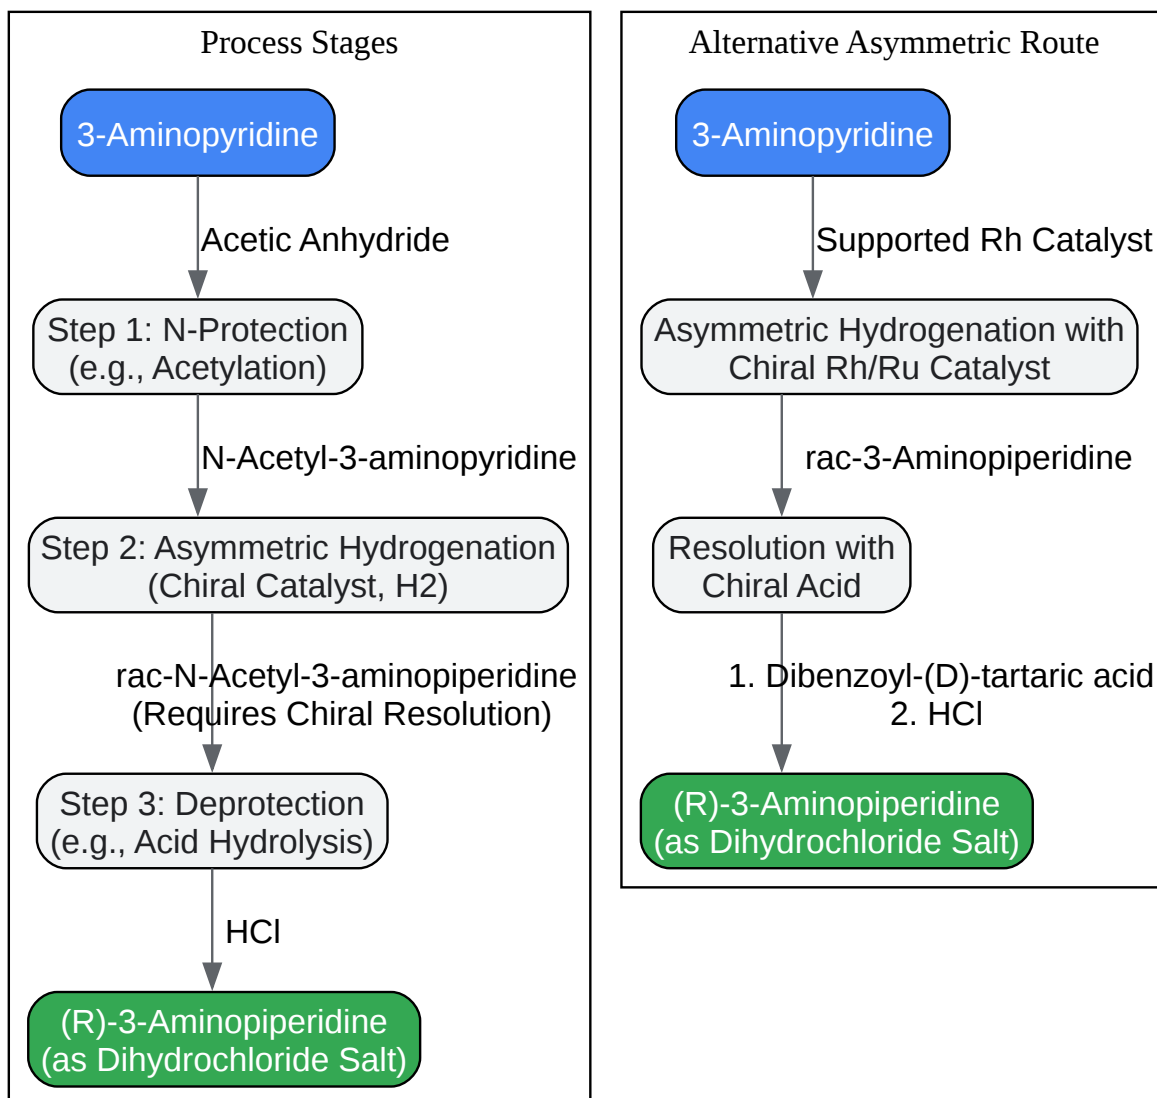 Process Stages
3-Aminopyridine
Acetic Anhydride
Step 1: N-Protection
(e.g., Acetylation)
N-Acetyl-3-aminopyridine
Step 2: Asymmetric Hydrogenation
(Chiral Catalyst, H2)
rac-N-Acetyl-3-aminopiperidine
(Requires Chiral Resolution)
Step 3: Deprotection
(e.g., Acid Hydrolysis)
HCl
(R)-3-Aminopiperidine
(as Dihydrochloride Salt)
Alternative Asymmetric Route
3-Aminopyridine
Supported Rh Catalyst
Asymmetric Hydrogenation with
Chiral Rh/Ru Catalyst
rac-3-Aminopiperidine
Resolution with
Chiral Acid
1. Dibenzoyl-(D)-tartaric acid
2. HCl
(R)-3-Aminopiperidine
(as Dihydrochloride Salt)